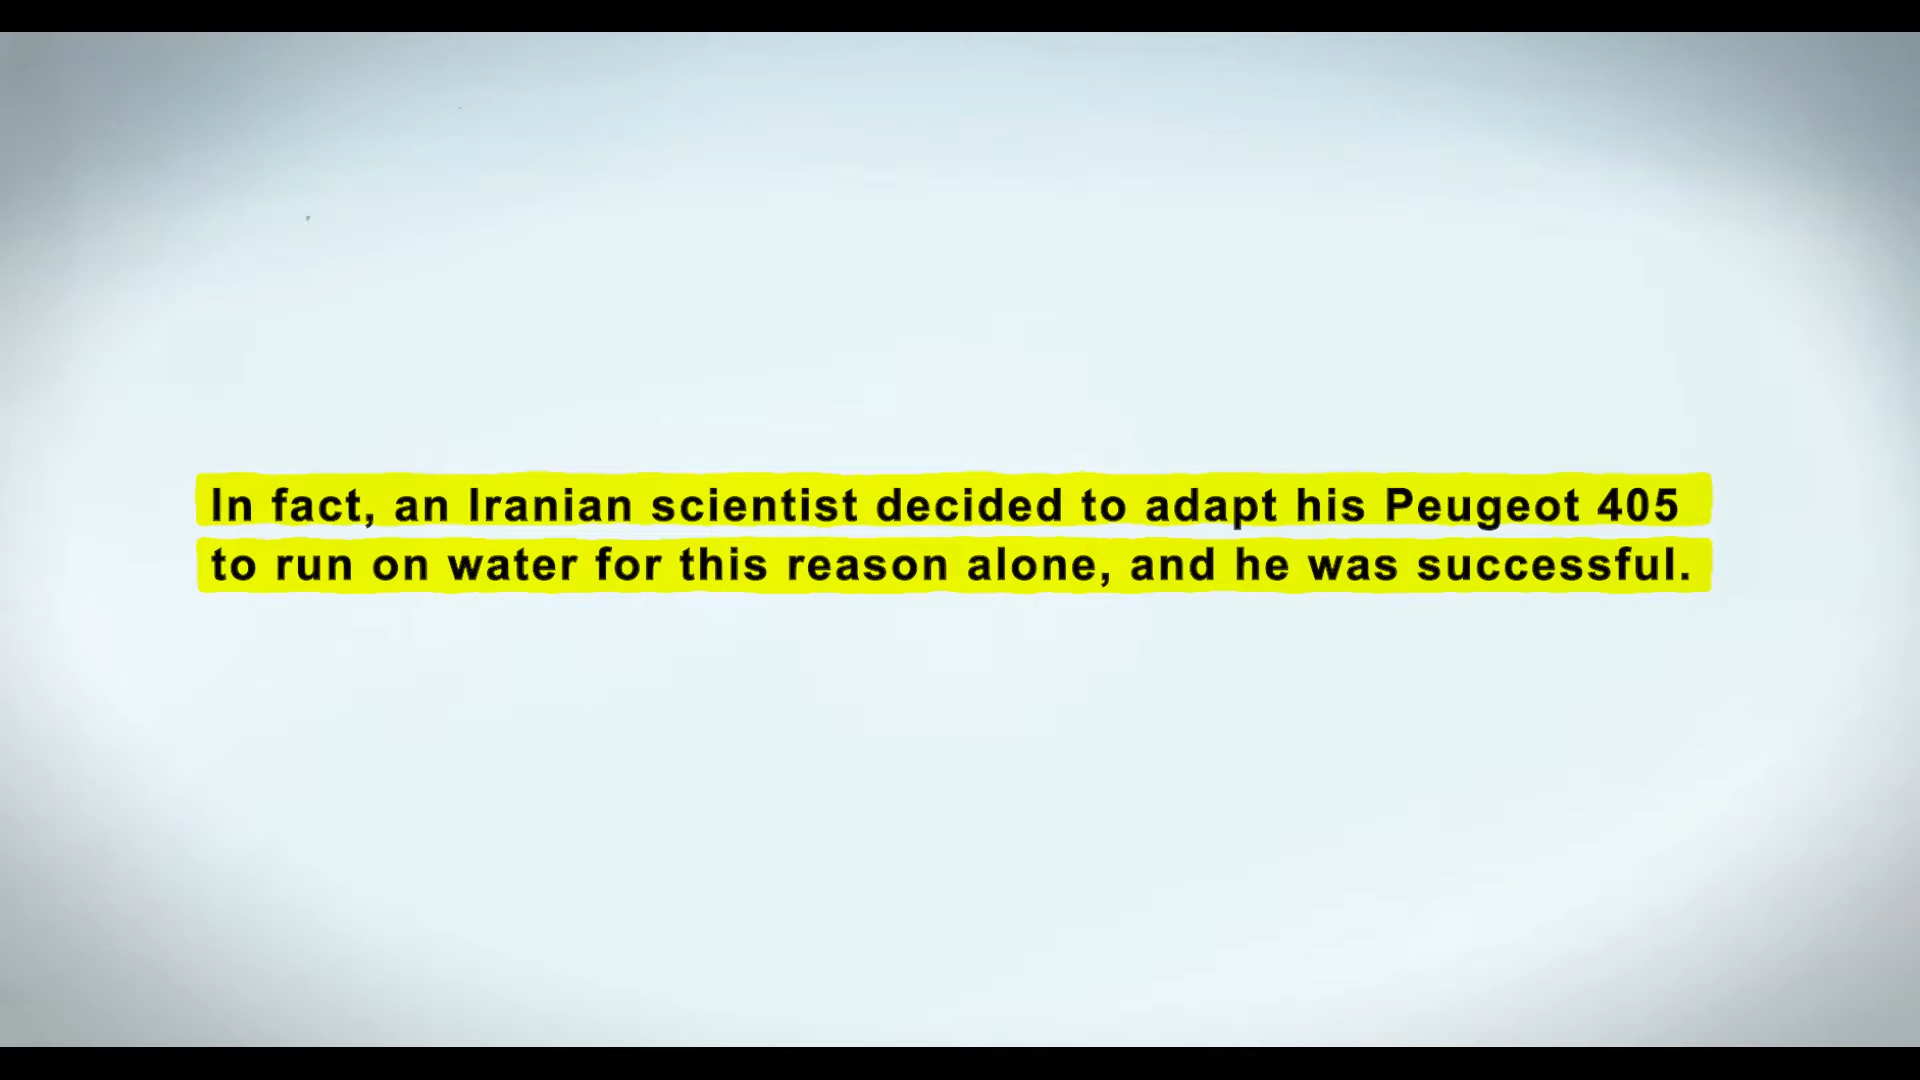 In fact, an Iranian scientist decided to adapt his Peugeot 405
to run on water for this reason alone, and he was successful.